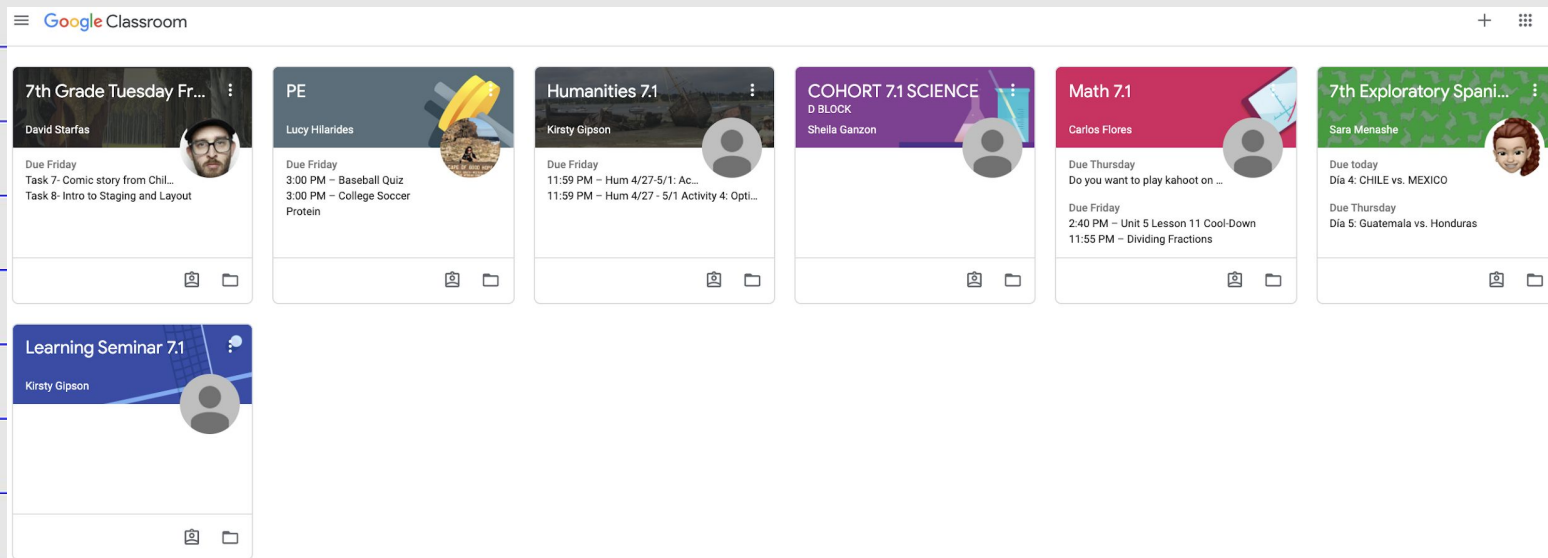 Google Classroom
7th Grade Tuesday Fr...
David Starfas
Due Friday
Task 7- Comic story from Chil...
Task 8- Intro to Staging and Layout
PE
Lucy Hilarides
Due Friday
3:00 PM – Baseball Quiz
3:00 PM – College Soccer
Protein
Humanities 7.1
Kirsty Gipson
Due Friday
11:59 PM – Hum 4/27-5/1: Ac...
11:59 PM – Hum 4/27 - 5/1 Activity 4: Opti...
COHORT 7.1 SCIENCE
D BLOCK
Sheila Ganzon
Math 7.1
Carlos Flores
Due Thursday
Do you want to play kahoot on ...
Due Friday
2:40 PM – Unit 5 Lesson 11 Cool-Down
11:55 PM – Dividing Fractions
7th Exploratory Spani...
Sara Menashe
Due today
Día 4: CHILE vs. MEXICO
Due Thursday
Día 5: Guatemala vs. Honduras
Learning Seminar 7.1
Kirsty Gipson